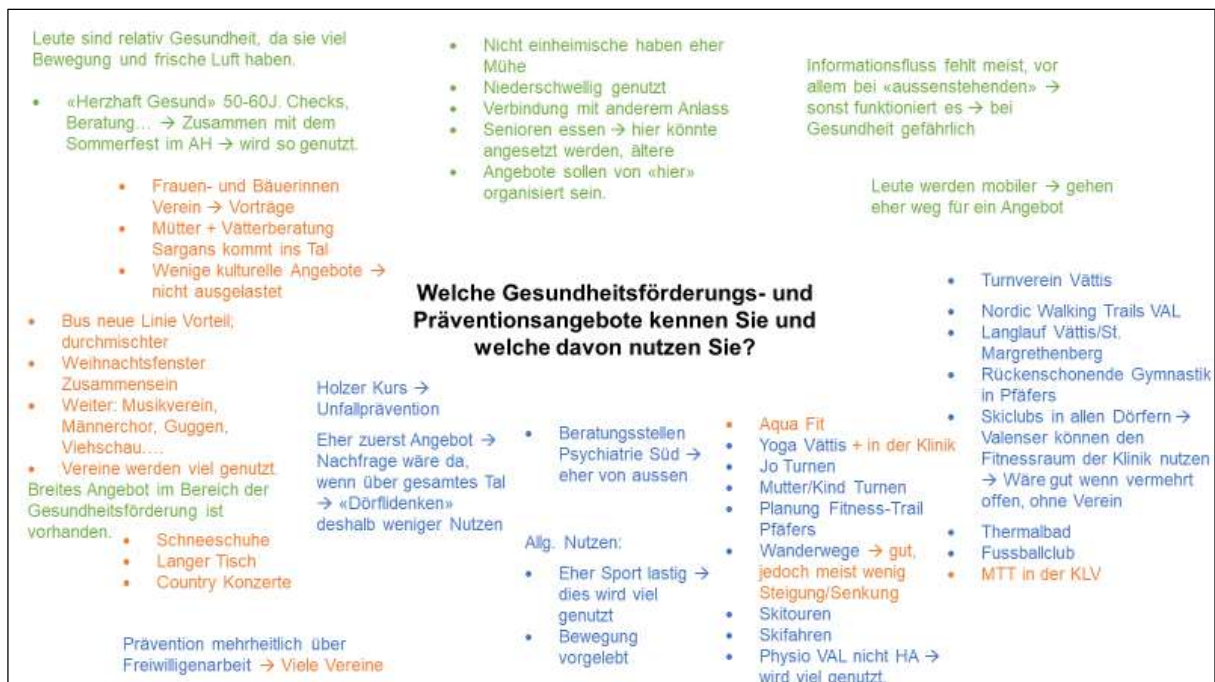 Leute sind relativ Gesundheit, da sie viel
Bewegung und frische Luft haben.
• «Herzhaft Gesund» 50-60J. Checks,
Beratung… → Zusammen mit dem
Sommerfest im AH → wird so genutzt.
• Nicht einheimische haben eher
Mühe
• Niederschwellig genutzt
• Verbindung mit anderem Anlass
• Senioren essen → hier könnte
angesetzt werden, ältere
• Angebote sollen von «hier»
organisiert sein.
Informationsfluss fehlt meist, vor
allem bei «aussenstehenden» →
sonst funktioniert es → bei
Gesundheit gefährlich
Leute werden mobiler → gehen
eher weg für ein Angebot
• Frauen- und Bäuerinnen
Verein → Vorträge
• Mütter + Vätterberatung
Sargans kommt ins Tal
• Wenige kulturelle Angebote →
nicht ausgelastet
Welche Gesundheitsförderungs- und
Präventionsangebote kennen Sie und
welche davon nutzen Sie?
• Bus neue Linie Vorteil;
durchmischter
• Weihnachtsfenster
Zusammensein
• Weiter: Musikverein,
Männerchor, Guggen,
Viehschau….
• Vereine werden viel genutzt
Breites Angebot im Bereich der
Gesundheitsförderung ist
vorhanden.
• Schneeschuhe
• Langer Tisch
• Country Konzerte
Prävention mehrheitlich über
Freiwilligenarbeit → Viele Vereine
Holzer Kurs →
Unfallprävention
Eher zuerst Angebot →
Nachfrage wäre da,
wenn über gesamtes Tal
→ «Dörflidenken»
deshalb weniger Nutzen
• Beratungsstellen
Psychiatrie Süd →
eher von aussen
Allg. Nutzen:
• Eher Sport lastig →
dies wird viel
genutzt
• Bewegung
vorgelebt
• Aqua Fit
• Yoga Vättis + in der Klinik
• Jo Turnen
• Mutter/Kind Turnen
• Planung Fitness-Trail
Pfäfers
• Wanderwege → gut,
jedoch meist wenig
Steigung/Senkung
• Skitouren
• Skifahren
• Physio VAL nicht HA →
wird viel genutzt.
• Turnverein Vättis
• Nordic Walking Trails VAL
• Langlauf Vättis/St.
Margrethenberg
• Rückenschonende Gymnastik
in Pfäfers
• Skiclubs in allen Dörfern →
Valenser können den
Fitnessraum der Klinik nutzen
→ Wäre gut wenn vermehrt
offen, ohne Verein
• Thermalbad
• Fussballclub
• MTT in der KLV